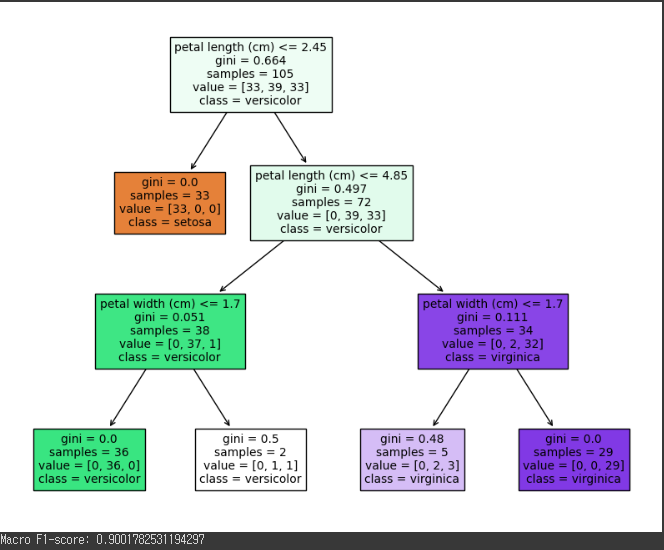 petal length (cm) <= 2.45
gini = 0.664
samples = 105
value = [33, 39, 33]
class = versicolor
gini = 0.0
samples = 33
value = [33, 0, 0]
class = setosa
petal length (cm) <= 4.85
gini = 0.497
samples = 72
value = [0, 39, 33]
class = versicolor
petal width (cm) <= 1.7
gini = 0.051
samples = 38
value = [0, 37, 1]
class = versicolor
petal width (cm) <= 1.7
gini = 0.111
samples = 34
value = [0, 2, 32]
class = virginica
gini = 0.0
samples = 36
value = [0, 36, 0]
class = versicolor
gini = 0.5
samples = 2
value = [0, 1, 1]
class = versicolor
gini = 0.48
samples = 5
value = [0, 2, 3]
class = virginica
gini = 0.0
samples = 29
value = [0, 0, 29]
class = virginica
Macro F1-score: 0.9001782531194297